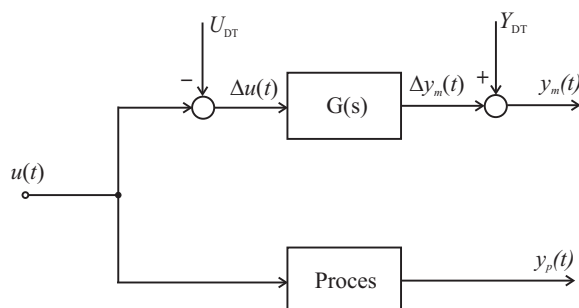 U_DT
Y_DT
−
Δu(t)
G(s)
Δy_m(t)
+
y_m(t)
u(t)
Proces
y_p(t)